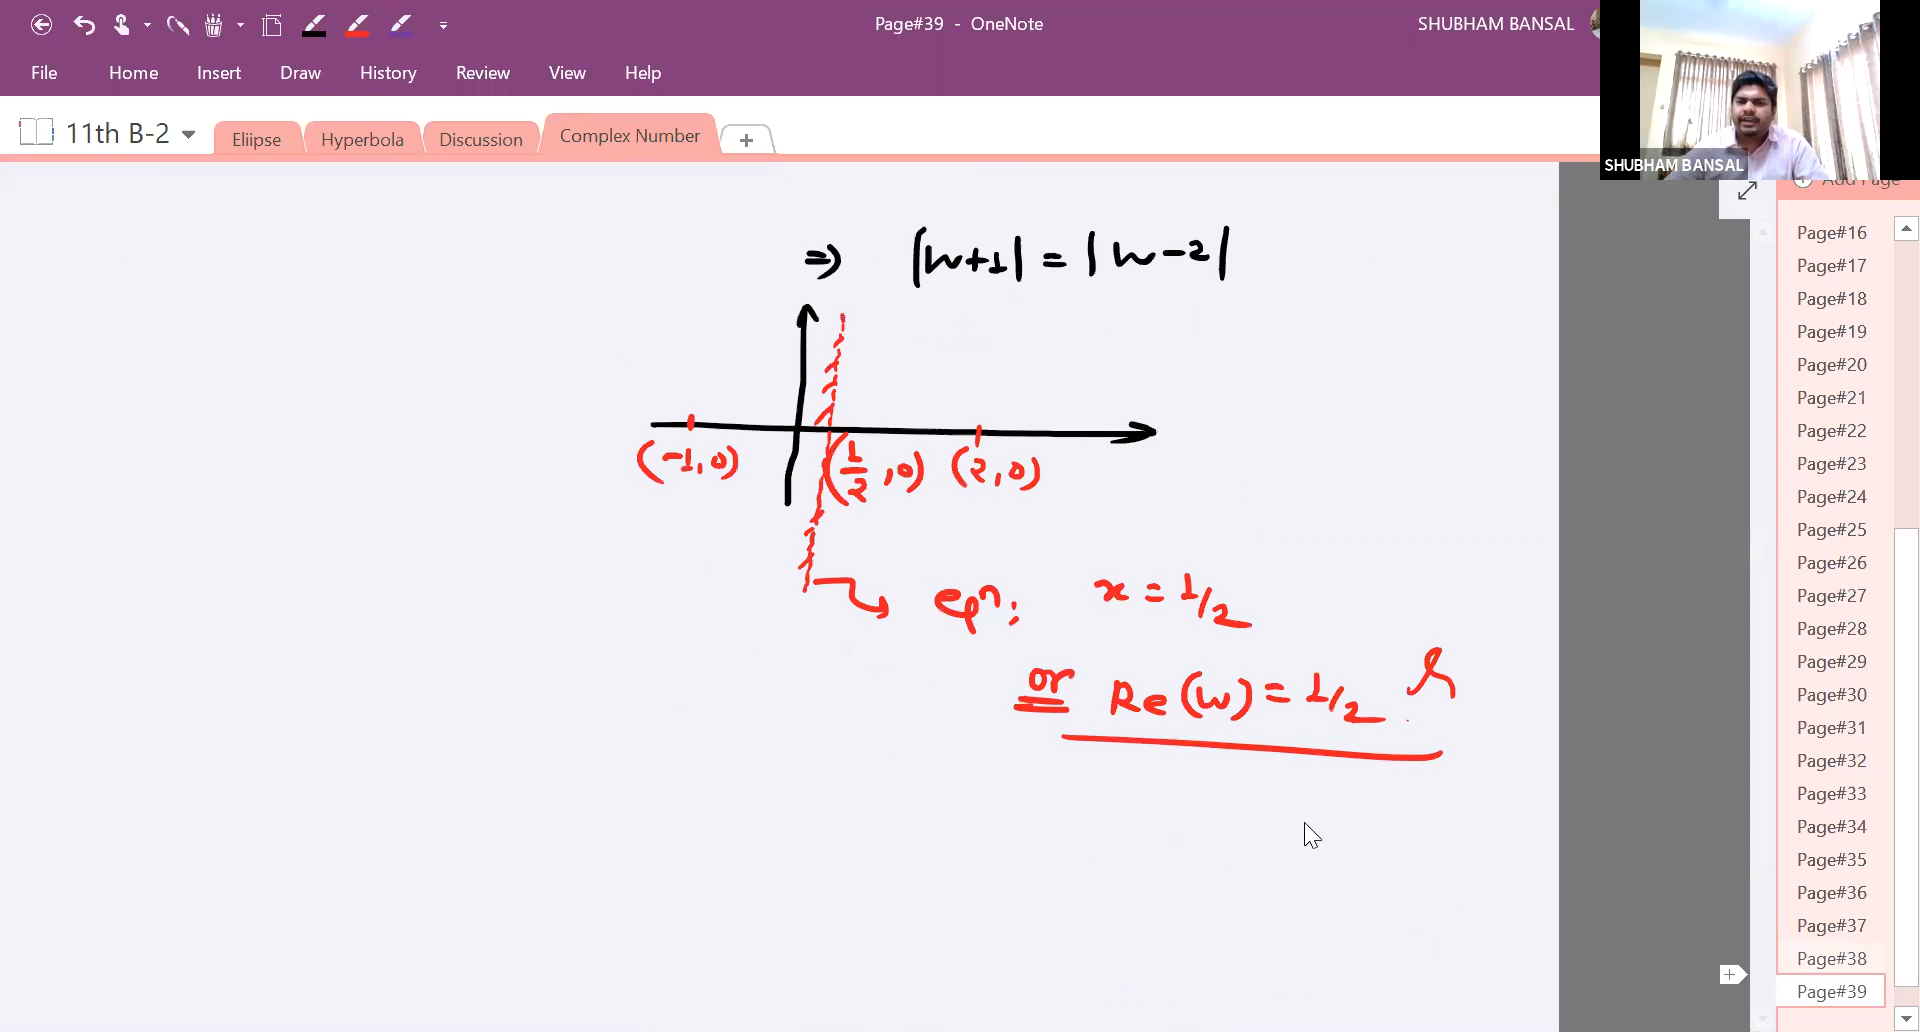 Page#39 - OneNote
SHUBHAM BANSAL
File Home Insert Draw History Review View Help
11th B-2
Eliipse Hyperbola Discussion Complex Number
SHUBHAM BANSAL
Add Page
⇒ |w+1| = |w-2|
(-1,0) (1/2,0) (2,0)
eqⁿ: x = 1/2
or Re(w) = 1/2
Page#16
Page#17
Page#18
Page#19
Page#20
Page#21
Page#22
Page#23
Page#24
Page#25
Page#26
Page#27
Page#28
Page#29
Page#30
Page#31
Page#32
Page#33
Page#34
Page#35
Page#36
Page#37
Page#38
Page#39